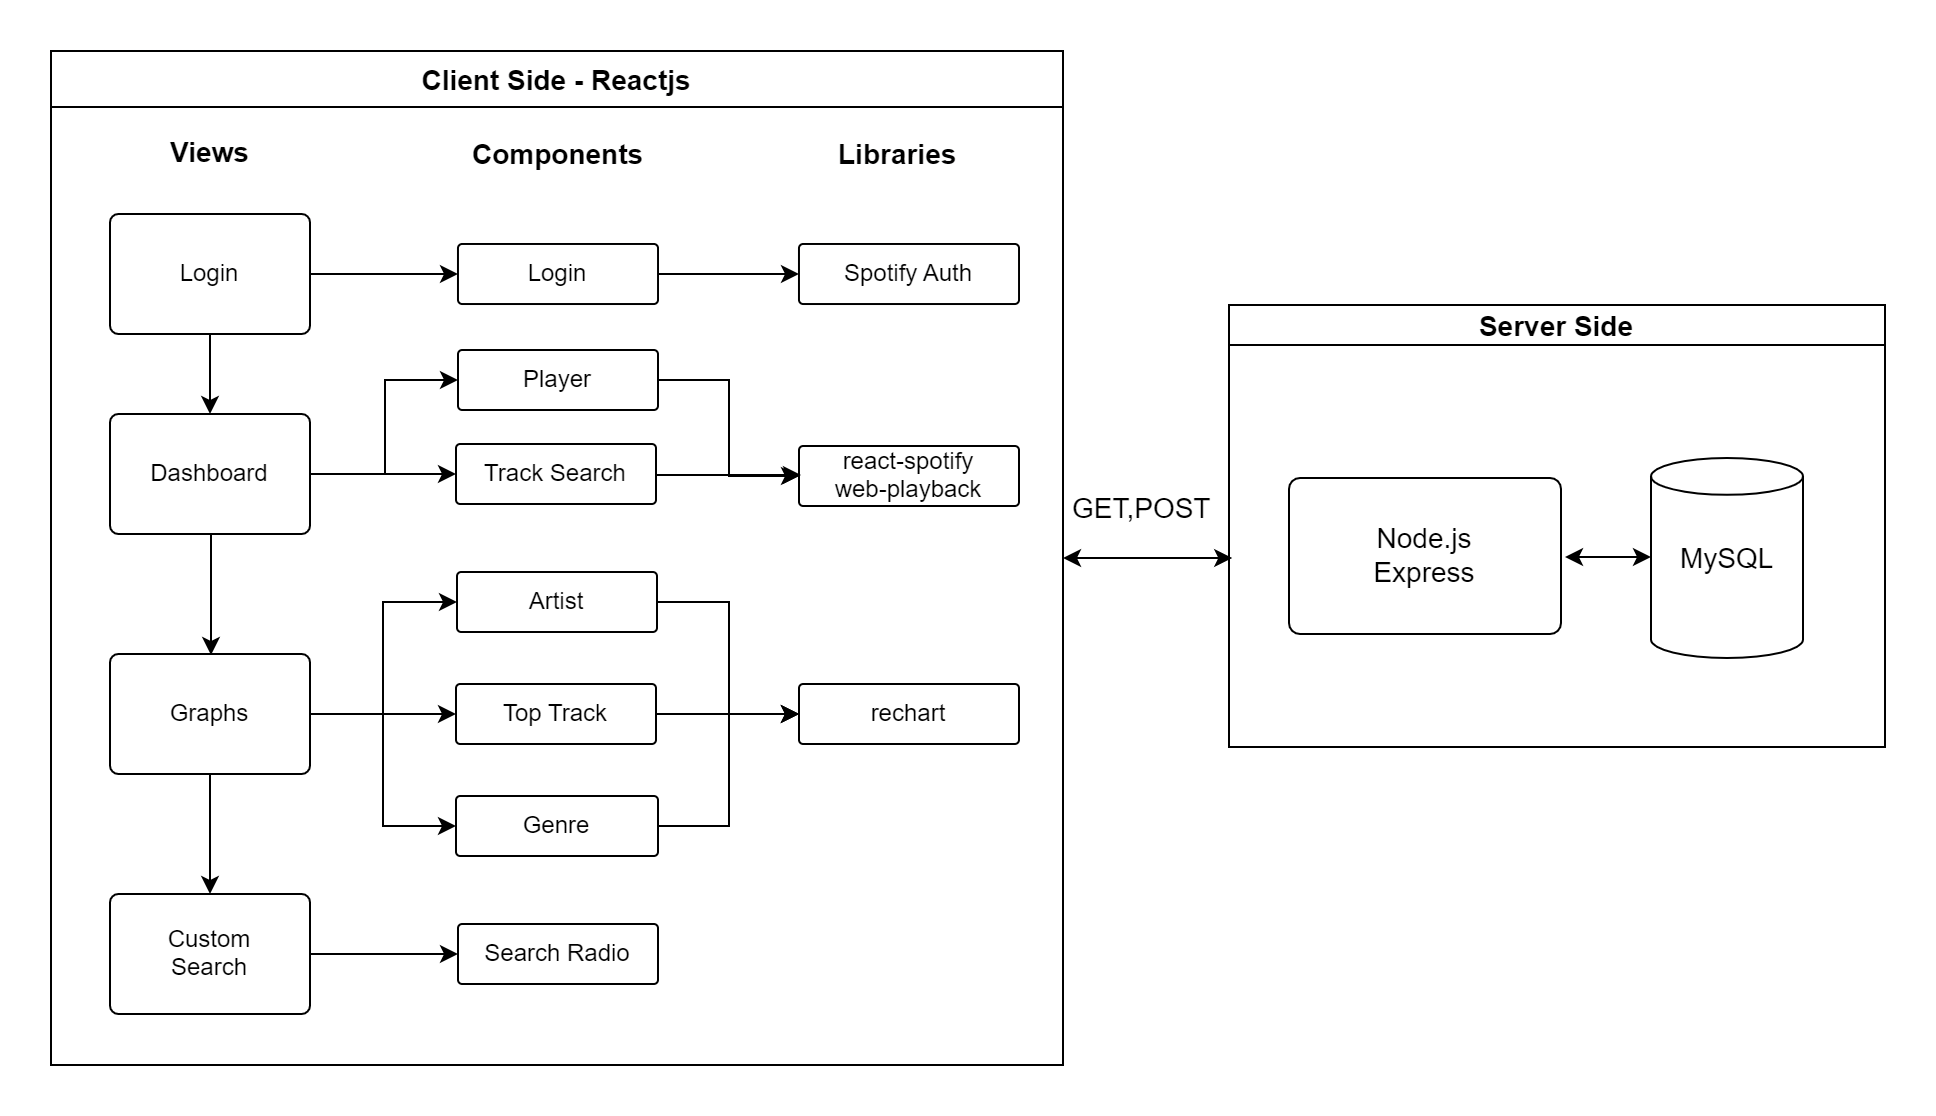 Client Side - Reactjs
Views
Components
Libraries
Login
Login
Spotify Auth
Player
Dashboard
Track Search
react-spotify
web-playback
Artist
Graphs
Top Track
rechart
Genre
Custom
Search
Search Radio
GET,POST
Server Side
Node.js
Express
MySQL